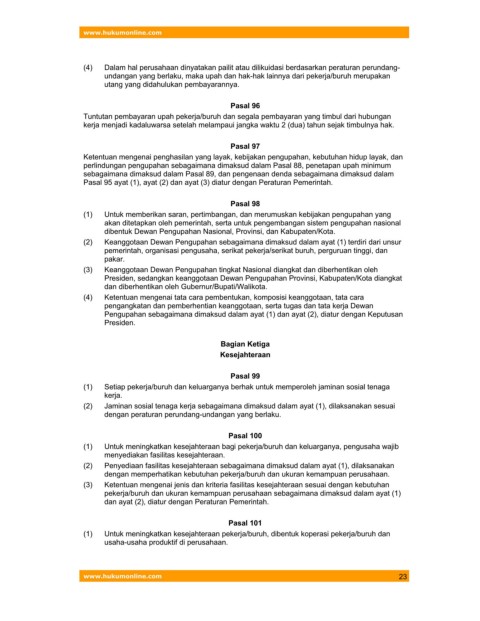 www.hukumonline.com
(4) Dalam hal perusahaan dinyatakan pailit atau dilikuidasi berdasarkan peraturan perundang-
undangan yang berlaku, maka upah dan hak-hak lainnya dari pekerja/buruh merupakan
utang yang didahulukan pembayarannya.
Pasal 96
Tuntutan pembayaran upah pekerja/buruh dan segala pembayaran yang timbul dari hubungan
kerja menjadi kadaluwarsa setelah melampaui jangka waktu 2 (dua) tahun sejak timbulnya hak.
Pasal 97
Ketentuan mengenai penghasilan yang layak, kebijakan pengupahan, kebutuhan hidup layak, dan
perlindungan pengupahan sebagaimana dimaksud dalam Pasal 88, penetapan upah minimum
sebagaimana dimaksud dalam Pasal 89, dan pengenaan denda sebagaimana dimaksud dalam
Pasal 95 ayat (1), ayat (2) dan ayat (3) diatur dengan Peraturan Pemerintah.
Pasal 98
(1) Untuk memberikan saran, pertimbangan, dan merumuskan kebijakan pengupahan yang
akan ditetapkan oleh pemerintah, serta untuk pengembangan sistem pengupahan nasional
dibentuk Dewan Pengupahan Nasional, Provinsi, dan Kabupaten/Kota.
(2) Keanggotaan Dewan Pengupahan sebagaimana dimaksud dalam ayat (1) terdiri dari unsur
pemerintah, organisasi pengusaha, serikat pekerja/serikat buruh, perguruan tinggi, dan
pakar.
(3) Keanggotaan Dewan Pengupahan tingkat Nasional diangkat dan diberhentikan oleh
Presiden, sedangkan keanggotaan Dewan Pengupahan Provinsi, Kabupaten/Kota diangkat
dan diberhentikan oleh Gubernur/Bupati/Walikota.
(4) Ketentuan mengenai tata cara pembentukan, komposisi keanggotaan, tata cara
pengangkatan dan pemberhentian keanggotaan, serta tugas dan tata kerja Dewan
Pengupahan sebagaimana dimaksud dalam ayat (1) dan ayat (2), diatur dengan Keputusan
Presiden.
Bagian Ketiga
Kesejahteraan
Pasal 99
(1) Setiap pekerja/buruh dan keluarganya berhak untuk memperoleh jaminan sosial tenaga
kerja.
(2) Jaminan sosial tenaga kerja sebagaimana dimaksud dalam ayat (1), dilaksanakan sesuai
dengan peraturan perundang-undangan yang berlaku.
Pasal 100
(1) Untuk meningkatkan kesejahteraan bagi pekerja/buruh dan keluarganya, pengusaha wajib
menyediakan fasilitas kesejahteraan.
(2) Penyediaan fasilitas kesejahteraan sebagaimana dimaksud dalam ayat (1), dilaksanakan
dengan memperhatikan kebutuhan pekerja/buruh dan ukuran kemampuan perusahaan.
(3) Ketentuan mengenai jenis dan kriteria fasilitas kesejahteraan sesuai dengan kebutuhan
pekerja/buruh dan ukuran kemampuan perusahaan sebagaimana dimaksud dalam ayat (1)
dan ayat (2), diatur dengan Peraturan Pemerintah.
Pasal 101
(1) Untuk meningkatkan kesejahteraan pekerja/buruh, dibentuk koperasi pekerja/buruh dan
usaha-usaha produktif di perusahaan.
www.hukumonline.com 23